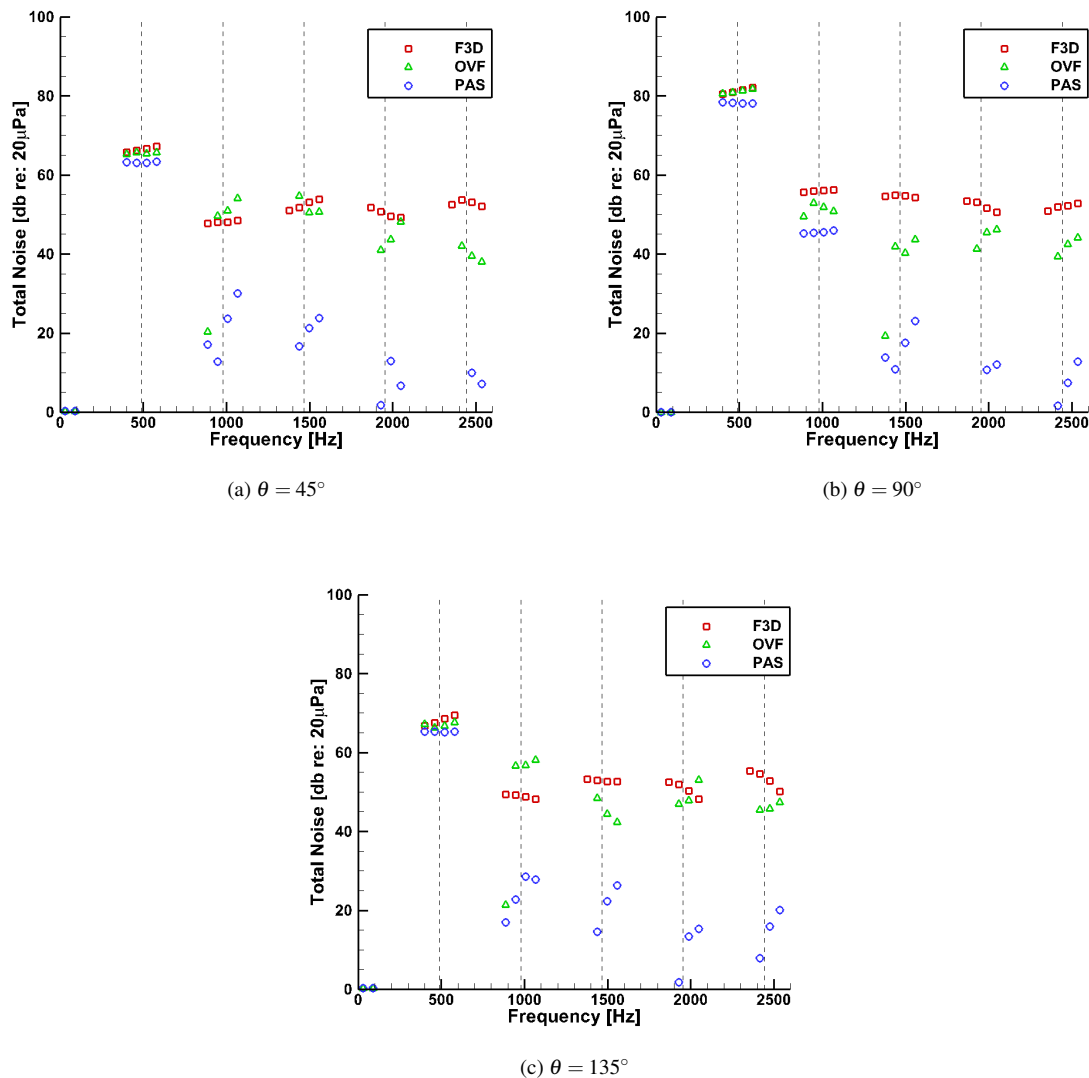 100
80
60
40
20
0
Total Noise [db re: 20μPa]
F3D
OVF
PAS
0 500 1000 1500 2000 2500
Frequency [Hz]
(a) θ = 45°
100
80
60
40
20
0
Total Noise [db re: 20μPa]
F3D
OVF
PAS
0 500 1000 1500 2000 2500
Frequency [Hz]
(b) θ = 90°
100
80
60
40
20
0
Total Noise [db re: 20μPa]
F3D
OVF
PAS
0 500 1000 1500 2000 2500
Frequency [Hz]
(c) θ = 135°